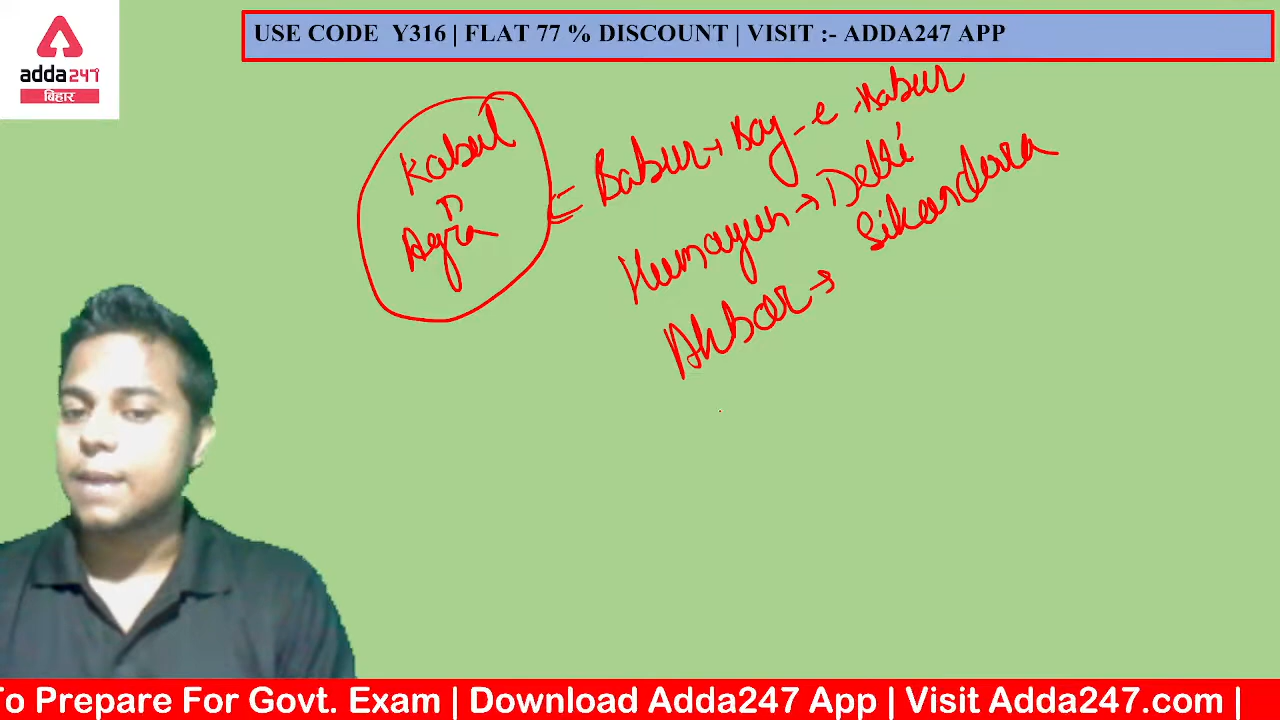 USE CODE Y316 | FLAT 77 % DISCOUNT | VISIT :- ADDA247 APP
adda247
बिहार
Kabul
Agra
Babur → Bag-e-Babur
Humayun → Delhi
Akbar → Sikandara
To Prepare For Govt. Exam | Download Adda247 App | Visit Adda247.com |